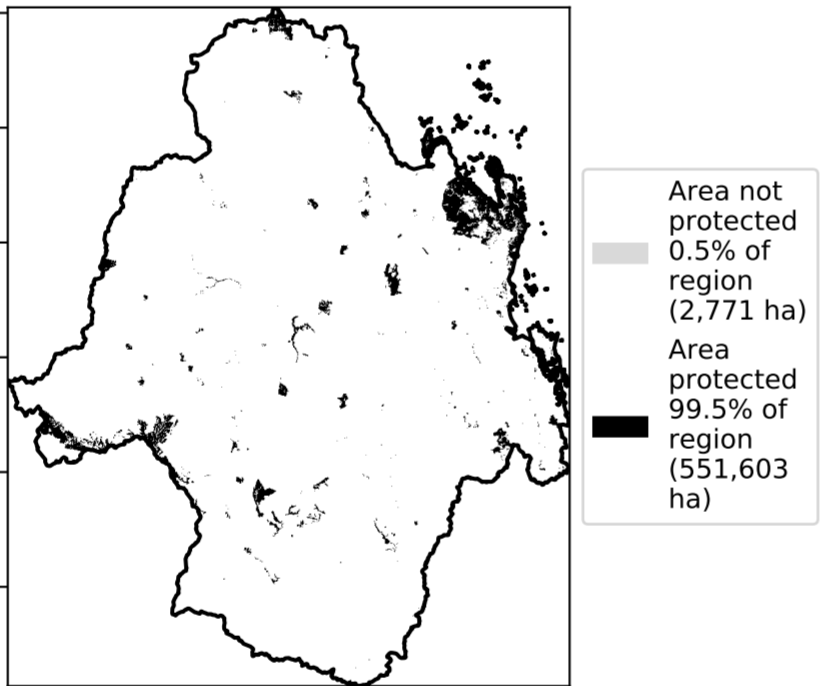 Area not
protected
0.5% of
region
(2,771 ha)
Area
protected
99.5% of
region
(551,603
ha)